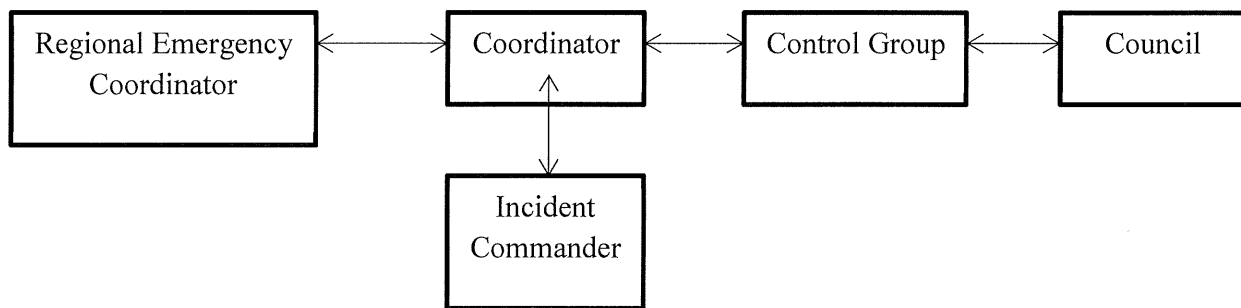 Regional Emergency
Coordinator
Coordinator
Control Group
Council
Incident
Commander